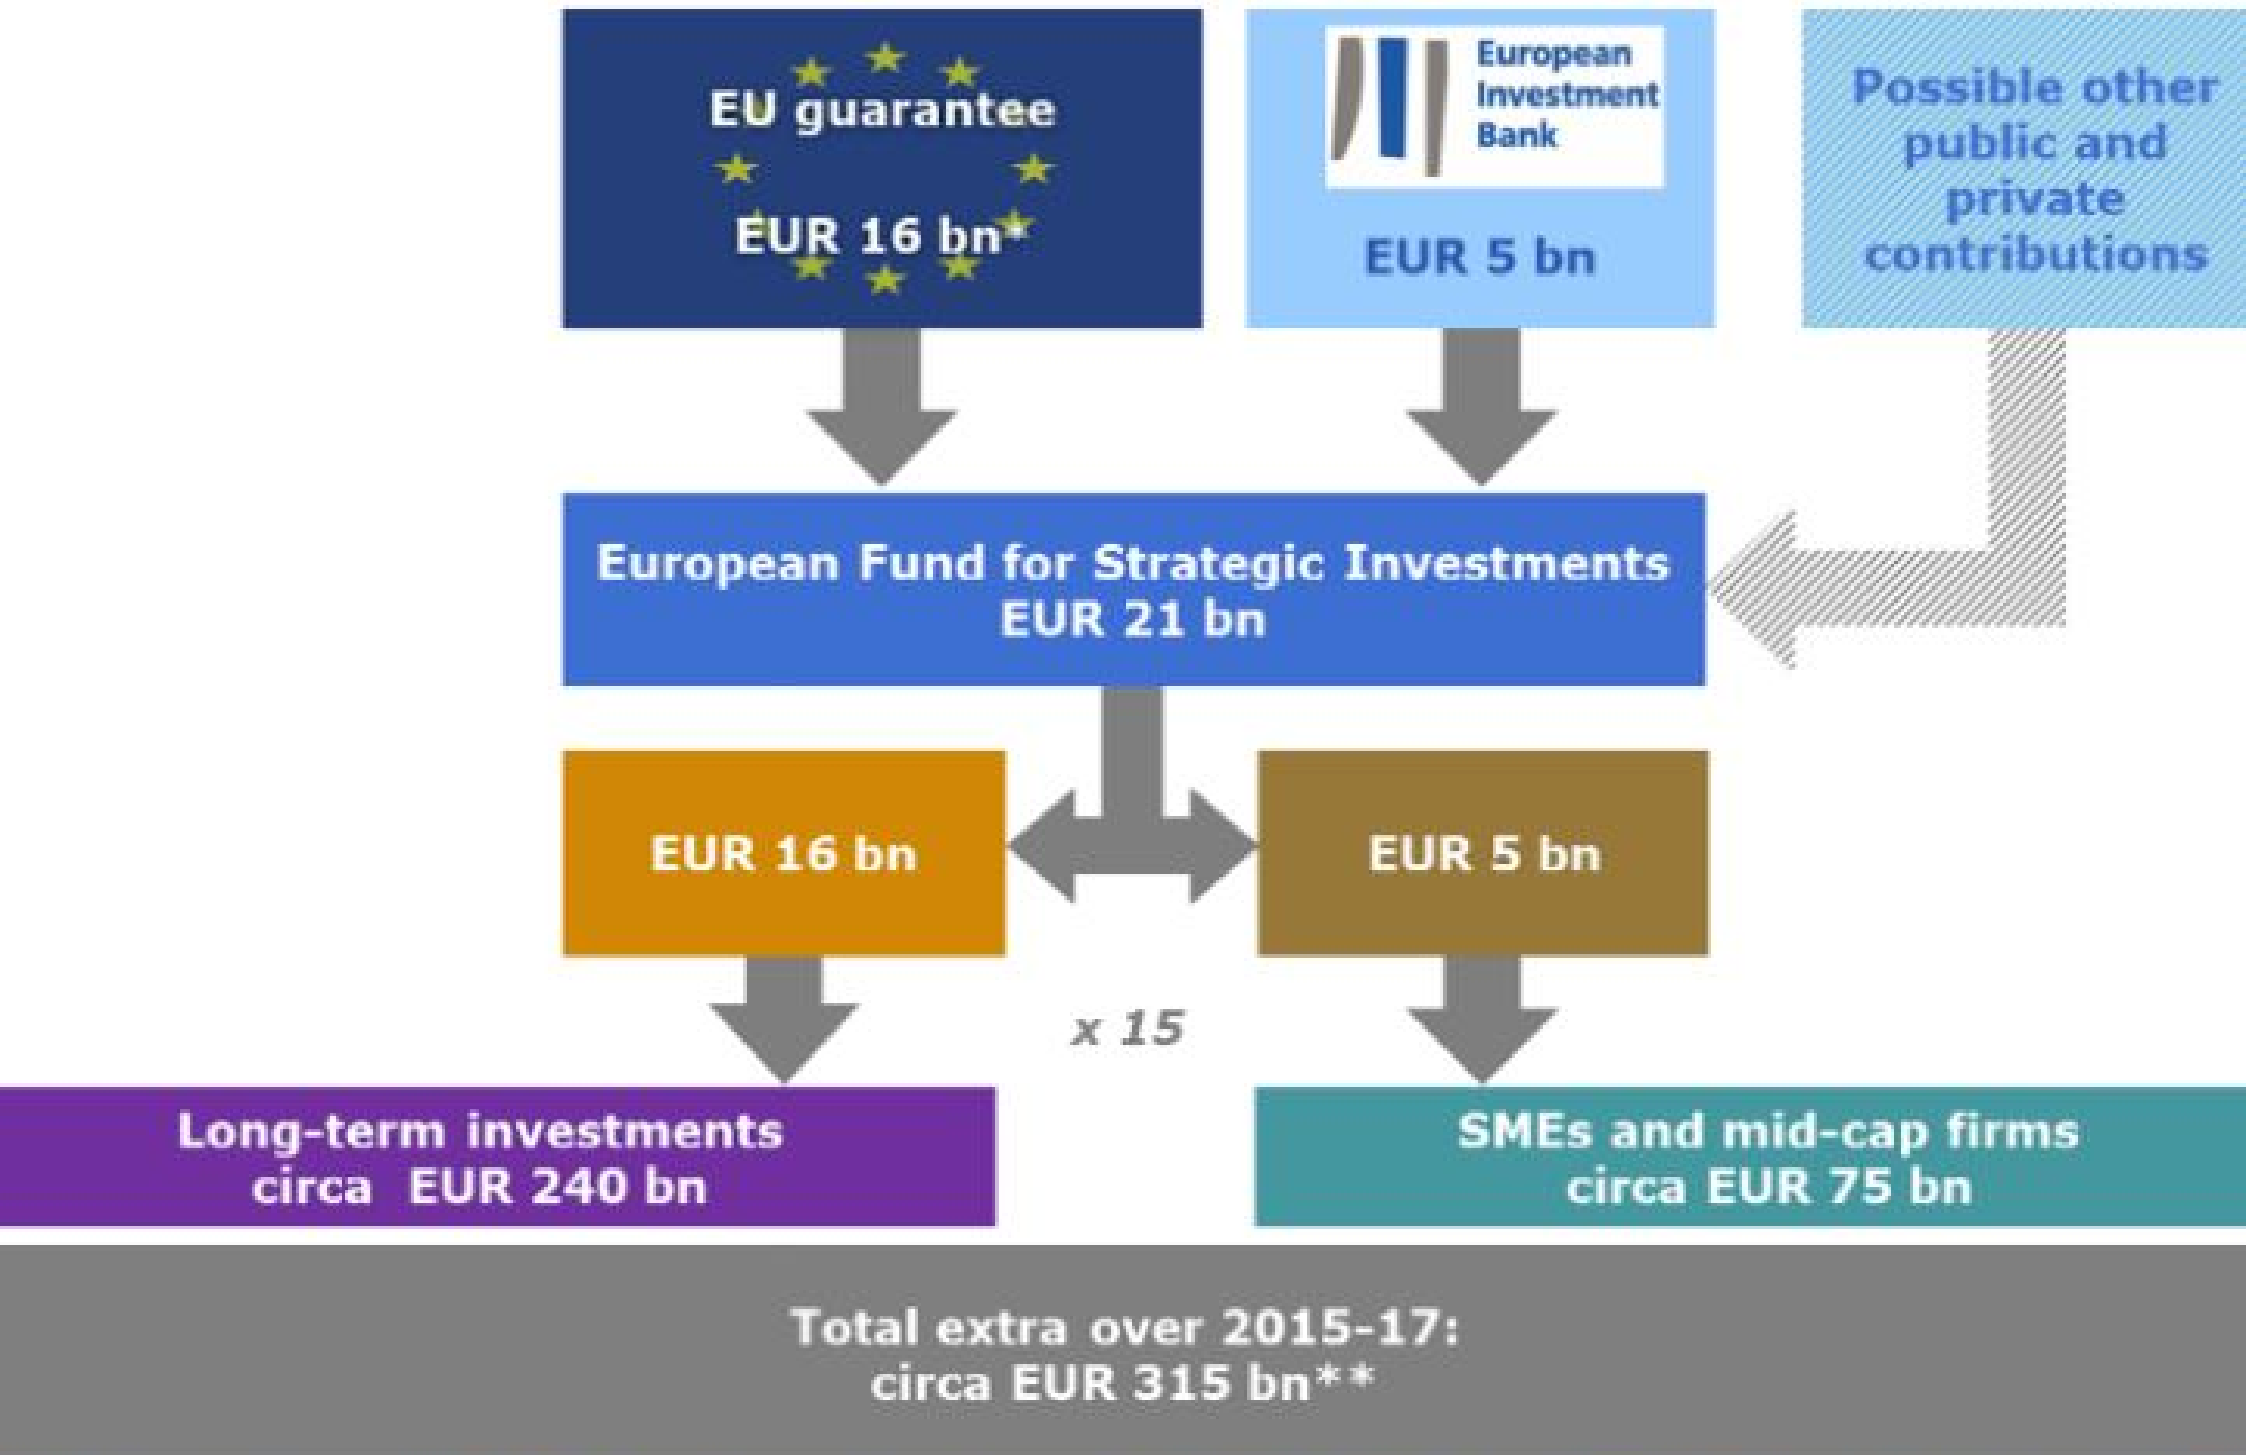 EU guarantee
EUR 16 bn*
European
Investment
Bank
EUR 5 bn
Possible other
public and
private
contributions
European Fund for Strategic Investments
EUR 21 bn
EUR 16 bn
EUR 5 bn
x 15
Long-term investments
circa EUR 240 bn
SMEs and mid-cap firms
circa EUR 75 bn
Total extra over 2015-17:
circa EUR 315 bn**